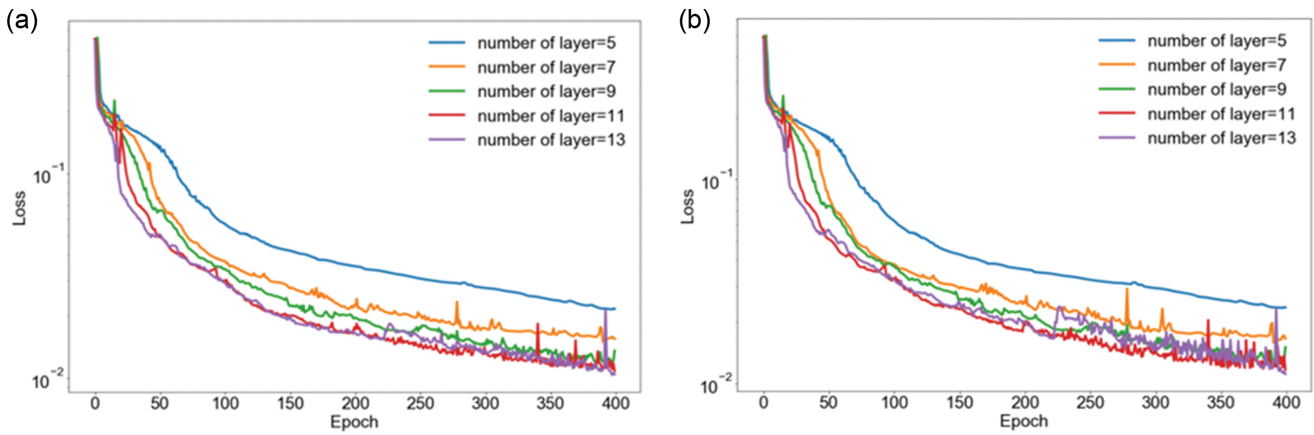 (a)
number of layer=5
number of layer=7
number of layer=9
number of layer=11
number of layer=13
Loss
10⁻¹
10⁻²
0 50 100 150 200 250 300 350 400
Epoch
(b)
number of layer=5
number of layer=7
number of layer=9
number of layer=11
number of layer=13
Loss
10⁻¹
10⁻²
0 50 100 150 200 250 300 350 400
Epoch